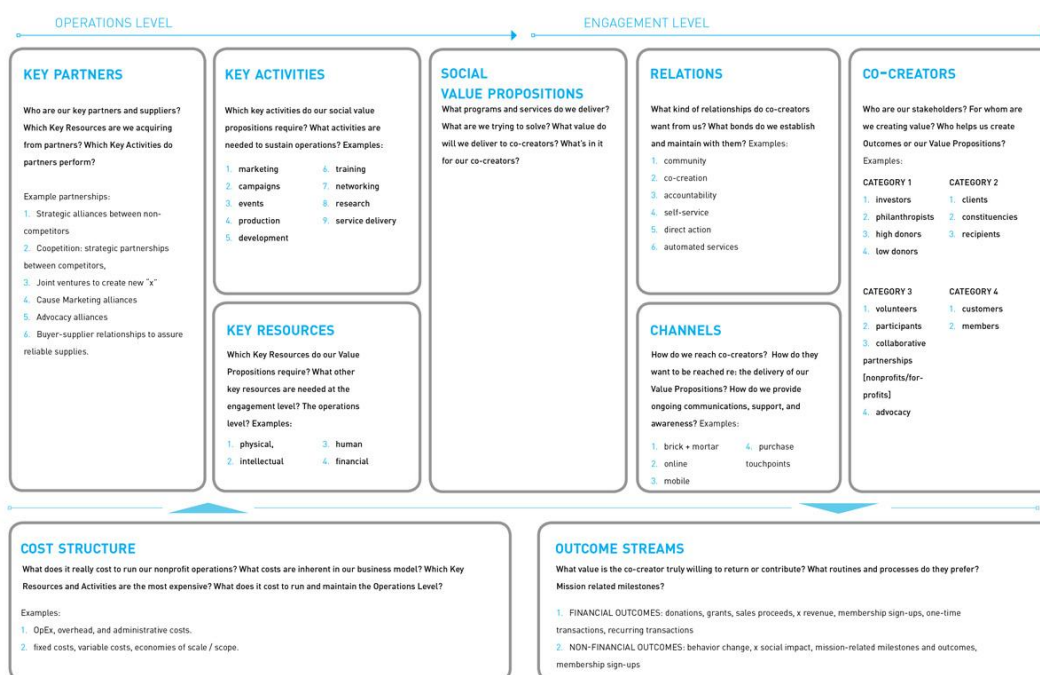 OPERATIONS LEVEL
ENGAGEMENT LEVEL
KEY PARTNERS
Who are our key partners and suppliers?
Which Key Resources are we acquiring
from partners? Which Key Activities do
partners perform?
Example partnerships:
1. Strategic alliances between non-
competitors
2. Coopetition: strategic partnerships
between competitors,
3. Joint ventures to create new "x"
4. Cause Marketing alliances
5. Advocacy alliances
6. Buyer-supplier relationships to assure
reliable supplies.
KEY ACTIVITIES
Which key activities do our social value
propositions require? What activities are
needed to sustain operations? Examples:
1. marketing
2. campaigns
3. events
4. production
5. development
6. training
7. networking
8. research
9. service delivery
KEY RESOURCES
Which Key Resources do our Value
Propositions require? What other
key resources are needed at the
engagement level? The operations
level? Examples:
1. physical,
2. intellectual
3. human
4. financial
SOCIAL
VALUE PROPOSITIONS
What programs and services do we deliver?
What are we trying to solve? What value do
will we deliver to co-creators? What's in it
for our co-creators?
RELATIONS
What kind of relationships do co-creators
want from us? What bonds do we establish
and maintain with them? Examples:
1. community
2. co-creation
3. accountability
4. self-service
5. direct action
6. automated services
CHANNELS
How do we reach co-creators? How do they
want to be reached re: the delivery of our
Value Propositions? How do we provide
ongoing communications, support, and
awareness? Examples:
1. brick + mortar
2. online
3. mobile
4. purchase
touchpoints
CO-CREATORS
Who are our stakeholders? For whom are
we creating value? Who helps us create
Outcomes or our Value Propositions?
Examples:
CATEGORY 1
1. investors
2. philanthropists
3. high donors
4. low donors
CATEGORY 2
1. clients
2. constituencies
3. recipients
CATEGORY 3
1. volunteers
2. participants
3. collaborative
partnerships
[nonprofits/for-
profits]
4. advocacy
CATEGORY 4
1. customers
2. members
COST STRUCTURE
What does it really cost to run our nonprofit operations? What costs are inherent in our business model? Which Key
Resources and Activities are the most expensive? What does it cost to run and maintain the Operations Level?
Examples:
1. OpEx, overhead, and administrative costs.
2. fixed costs, variable costs, economies of scale / scope.
OUTCOME STREAMS
What value is the co-creator truly willing to return or contribute? What routines and processes do they prefer?
Mission related milestones?
1. FINANCIAL OUTCOMES: donations, grants, sales proceeds, x revenue, membership sign-ups, one-time
transactions, recurring transactions
2. NON-FINANCIAL OUTCOMES: behavior change, x social impact, mission-related milestones and outcomes,
membership sign-ups